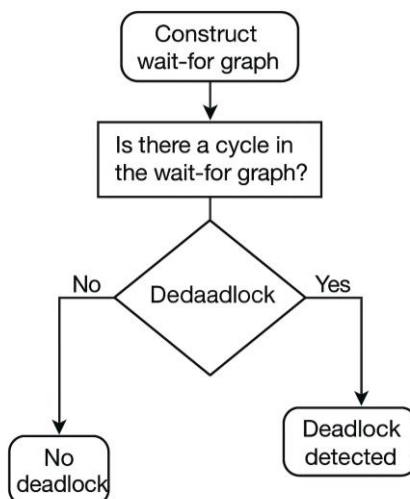 Construct
wait-for graph
Is there a cycle in
the wait-for graph?
No
Dedaadlock
Yes
No
deadlock
Deadlock
detected